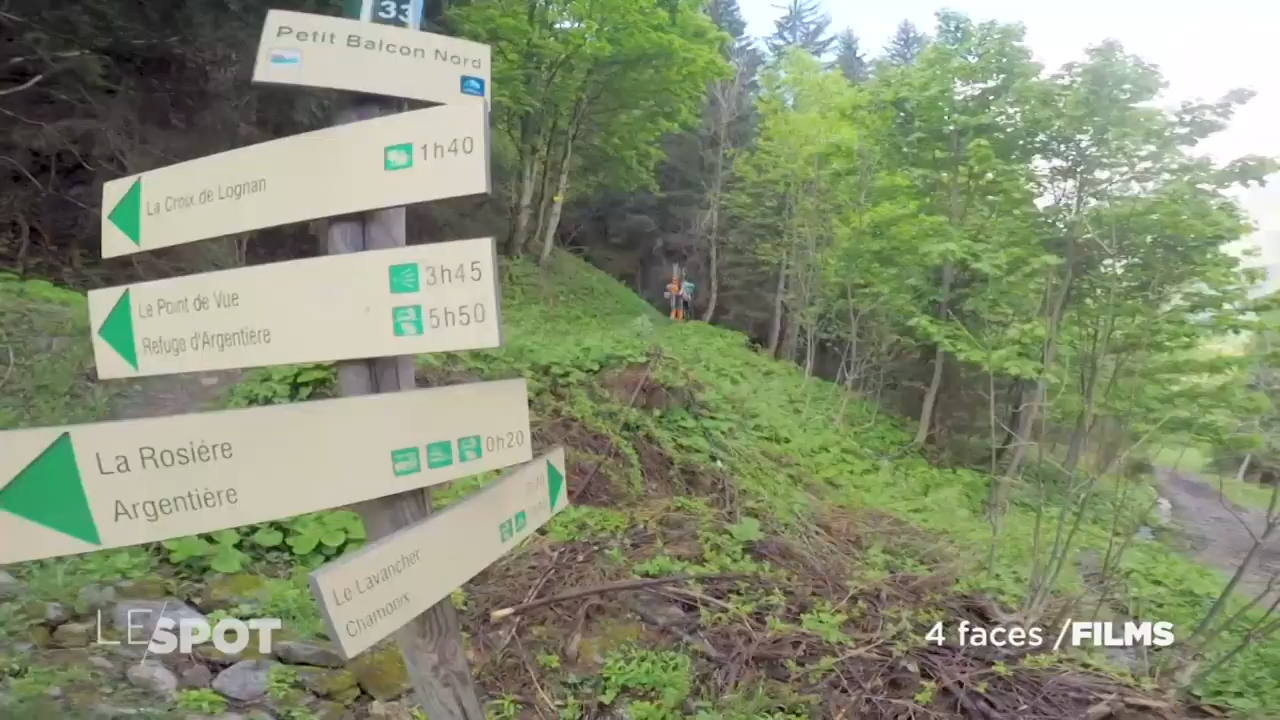 33
Petit Balcon Nord
La Croix de Lognan 1h40
Le Point de Vue 3h45
Refuge d'Argentière 5h50
La Rosière 0h20
Argentière
Le Lavancher
Chamonix
LE SPOT
4 faces /FILMS